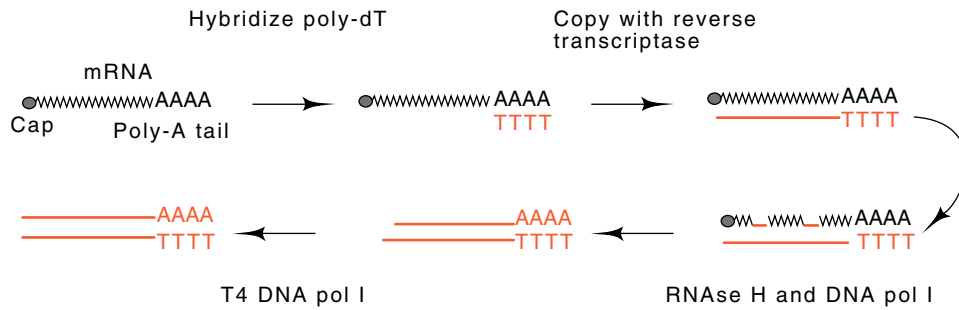 Hybridize poly-dT
Copy with reverse
transcriptase
mRNA
AAAA
Cap
Poly-A tail
AAAA
TTTT
AAAA
TTTT
AAAA
TTTT
AAAA
TTTT
AAAA
TTTT
T4 DNA pol I
RNAse H and DNA pol I